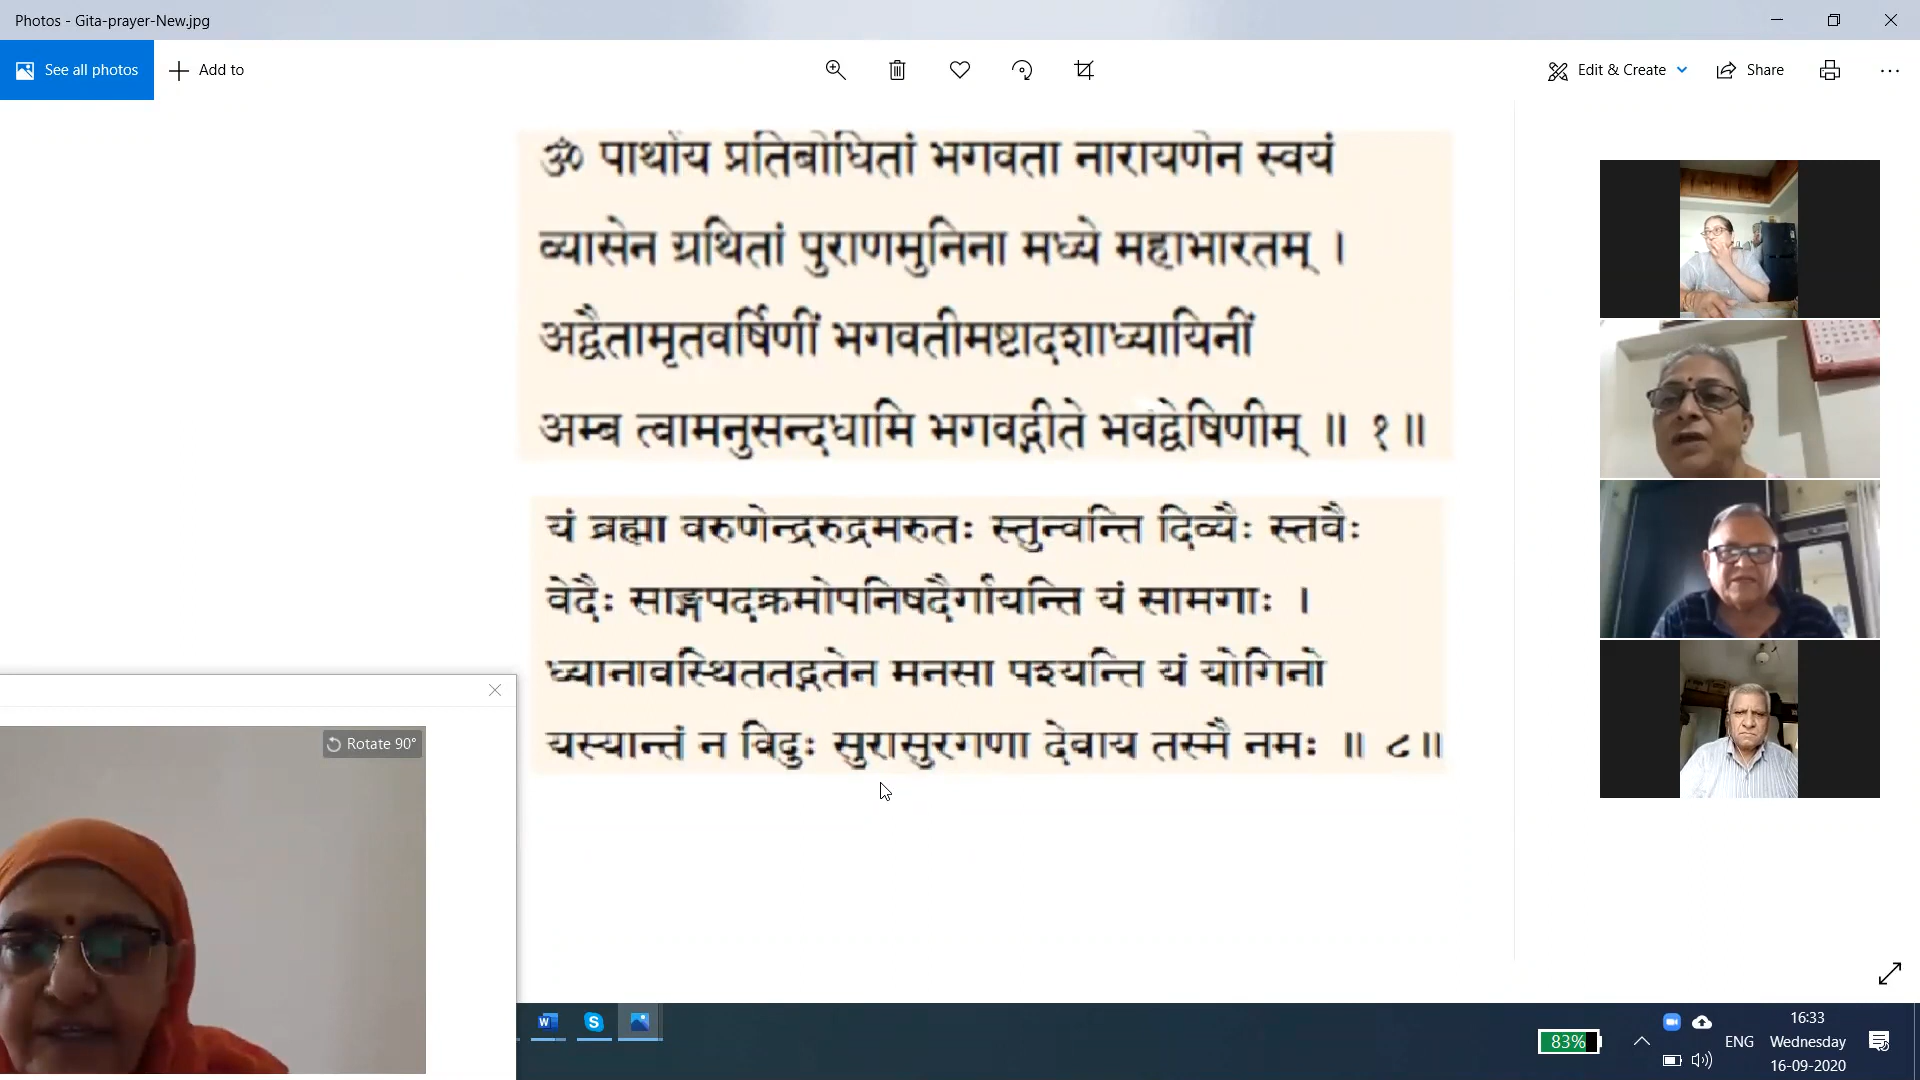 Photos - Gita-prayer-New.jpg
See all photos
Add to
Edit & Create
Share
ॐ पार्थाय प्रतिबोधितां भगवता नारायणेन स्वयं
व्यासेन ग्रथितां पुराणमुनिना मध्ये महाभारतम् ।
अद्वैतामृतवर्षिणीं भगवतीमष्टादशाध्यायिनीं
अम्ब त्वामनुसन्दधामि भगवद्गीते भवद्वेषिणीम् ॥ १ ॥
यं ब्रह्मा वरुणेन्द्ररुद्रमरुतः स्तुन्वन्ति दिव्यैः स्तवैः
वेदैः साङ्गपदक्रमोपनिषदैर्गायन्ति यं सामगाः ।
ध्यानावस्थिततद्गतेन मनसा पश्यन्ति यं योगिनो
यस्यान्तं न विदुः सुरासुरगणा देवाय तस्मै नमः ॥ ८ ॥
Rotate 90°
83%
ENG
16:33
Wednesday
16-09-2020